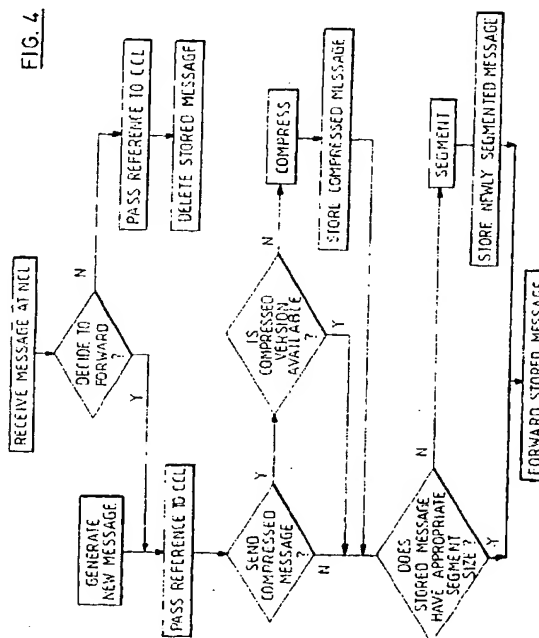 FIG. 4
RECEIVE MESSAGE AT NCL
DECIDE TO
FORWARD
?
N
Y
PASS REFERENCE TO CCL
DELETE STORED MESSAGE
GENERATE
NEW MESSAGE
PASS REFERENCE TO CCL
SEND
COMPRESSED
MESSAGE
?
Y
N
IS
COMPRESSED
VERSION
AVAILABLE
?
N
Y
COMPRESS
STORE COMPRESSED MESSAGE
DOES
STORED MESSAGE
HAVE APPROPRIATE
SEGMENT
SIZE ?
N
Y
SEGMENT
STORE NEWLY SEGMENTED MESSAGE
FORWARD STORED MESSAGE